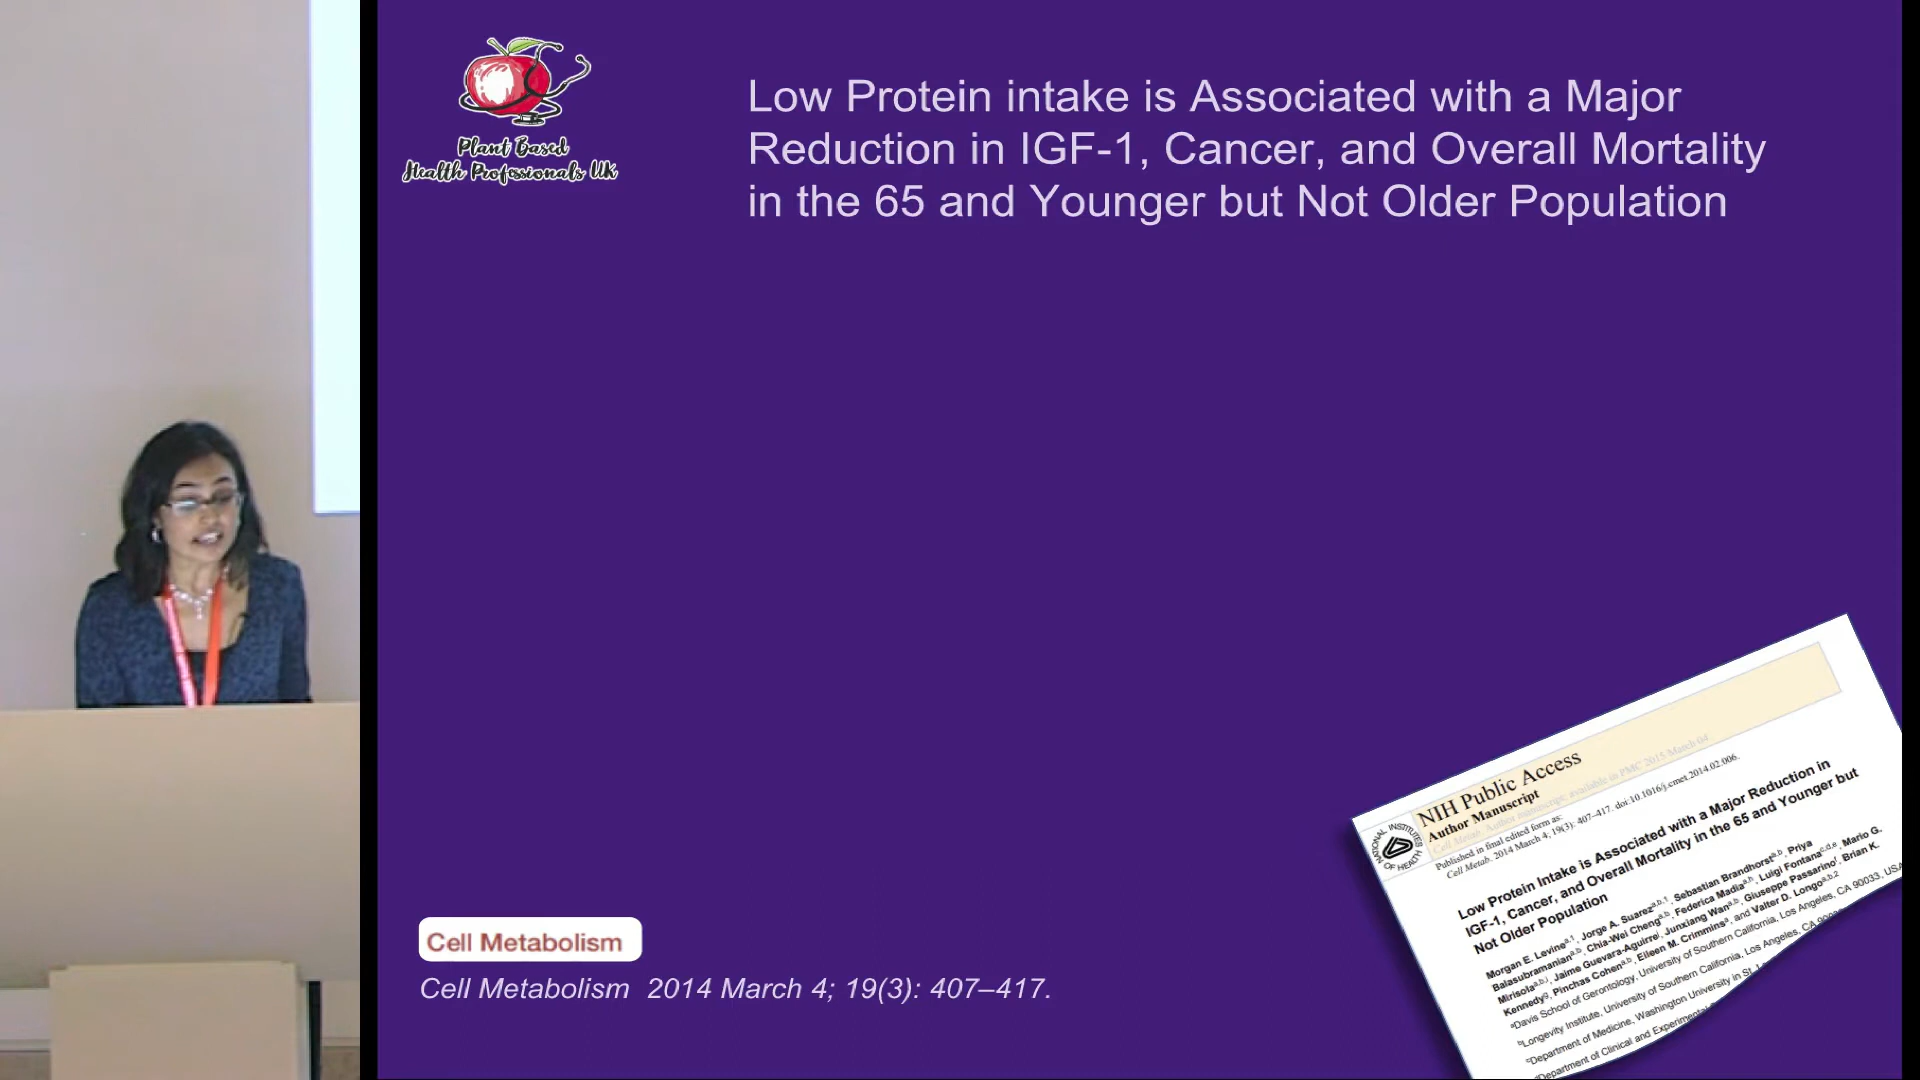 Plant Based
Health Professionals UK
Low Protein intake is Associated with a Major
Reduction in IGF-1, Cancer, and Overall Mortality
in the 65 and Younger but Not Older Population
Cell Metabolism
Cell Metabolism 2014 March 4; 19(3): 407–417.
NIH Public Access
Author Manuscript
Cell Metab. Author manuscript; available in PMC 2015 March 04
Published in final edited form as:
Cell Metab. 2014 March 4, 19(3): 407–417. doi:10.1016/j.cmet.2014.02.006.
NATIONAL INSTITUTES
OF HEALTH
Low Protein Intake is Associated with a Major Reduction in
IGF-1, Cancer, and Overall Mortality in the 65 and Younger but
Not Older Population
Morgan E. Levine, Jorge A. Suarez, Sebastian Brandhorst, Priya
Balasubramanian, Chia-Wei Cheng, Federica Madia, Luigi Fontana, Mario G.
Mirisola, Jaime Guevara-Aguirre, Junxiang Wan, Giuseppe Passarino, Brian K.
Kennedy, Pinchas Cohen, Eileen M. Crimmins, and Valter D. Longo
Davis School of Gerontology, University of Southern California, Los Angeles, CA 90033, USA
Longevity Institute, University of Southern California, Los Angeles, CA
Department of Medicine, Washington University in St.
Department of Clinical and Experimental